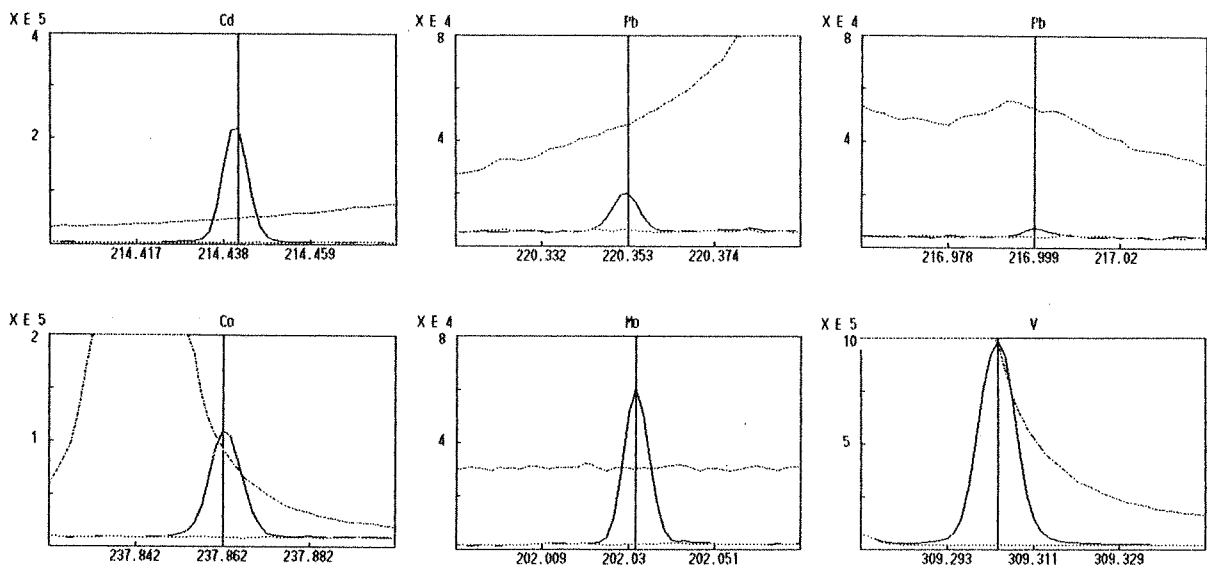 X E 5 Cd
4
2
214.417 214.438 214.459
X E 4 Pb
8
4
220.332 220.353 220.374
X E 4 Pb
8
4
216.978 216.999 217.02
X E 5 Co
2
1
237.842 237.862 237.882
X E 4 Mo
8
4
202.009 202.03 202.051
X E 5 V
10
5
309.293 309.311 309.329